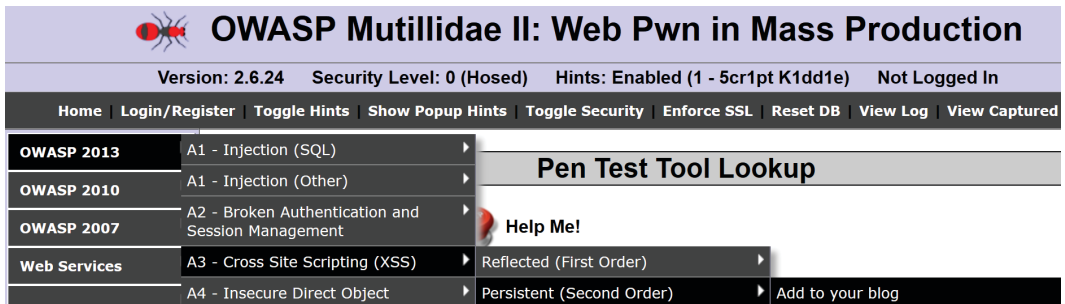 OWASP Mutillidae II: Web Pwn in Mass Production
Version: 2.6.24 Security Level: 0 (Hosed) Hints: Enabled (1 - 5cr1pt K1dd1e) Not Logged In
Home | Login/Register | Toggle Hints | Show Popup Hints | Toggle Security | Enforce SSL | Reset DB | View Log | View Captured
OWASP 2013
OWASP 2010
OWASP 2007
Web Services
A1 - Injection (SQL)
A1 - Injection (Other)
A2 - Broken Authentication and
Session Management
A3 - Cross Site Scripting (XSS)
A4 - Insecure Direct Object
Pen Test Tool Lookup
Help Me!
Reflected (First Order)
Persistent (Second Order)
Add to your blog